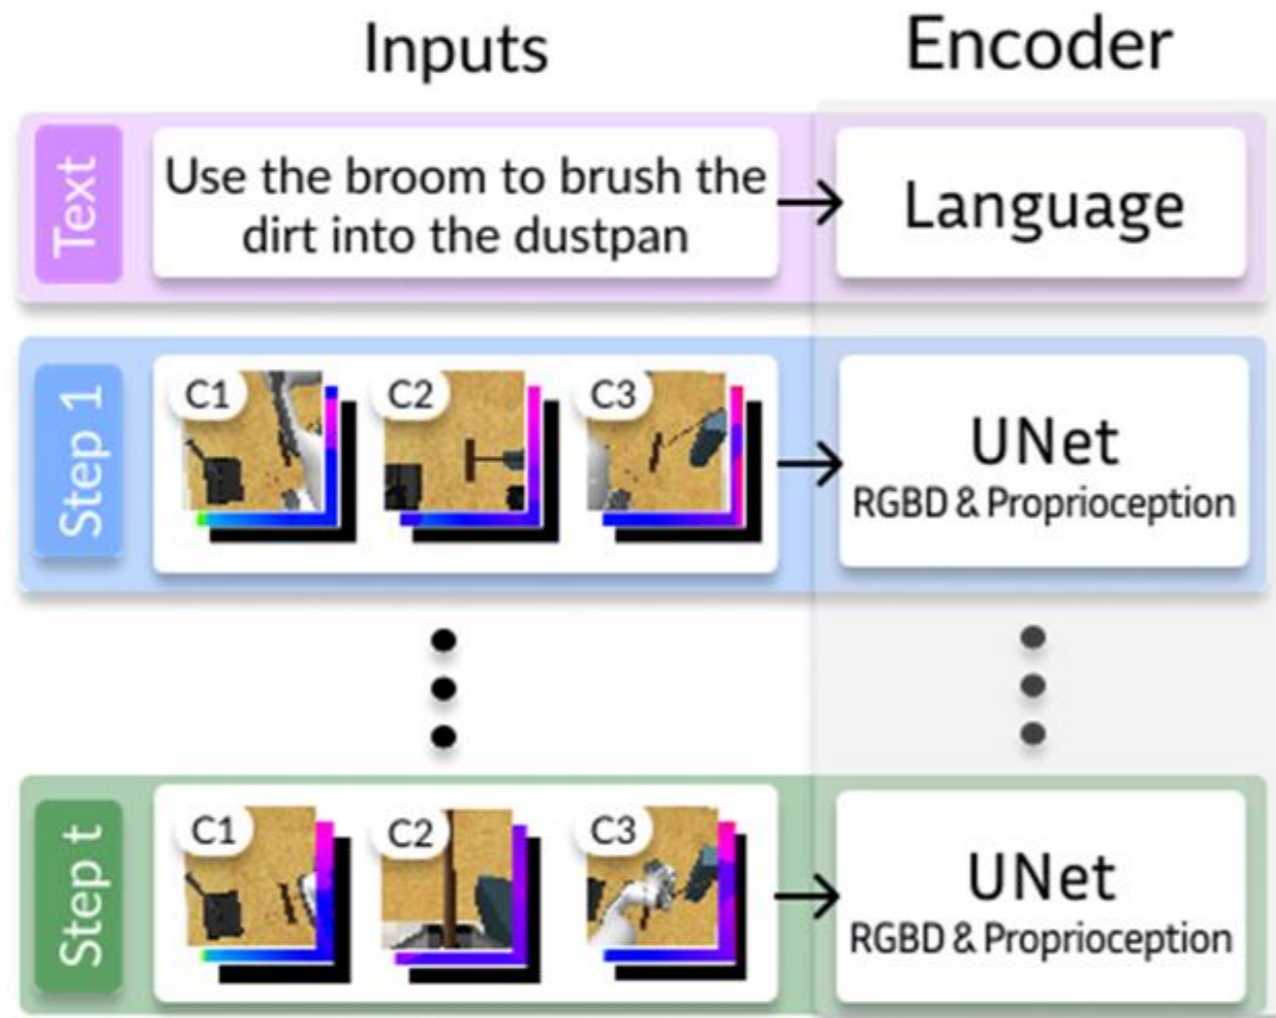 Inputs
Encoder
Text
Use the broom to brush the
dirt into the dustpan
Language
Step 1
C1
C2
C3
UNet
RGBD & Proprioception
Step t
C1
C2
C3
UNet
RGBD & Proprioception